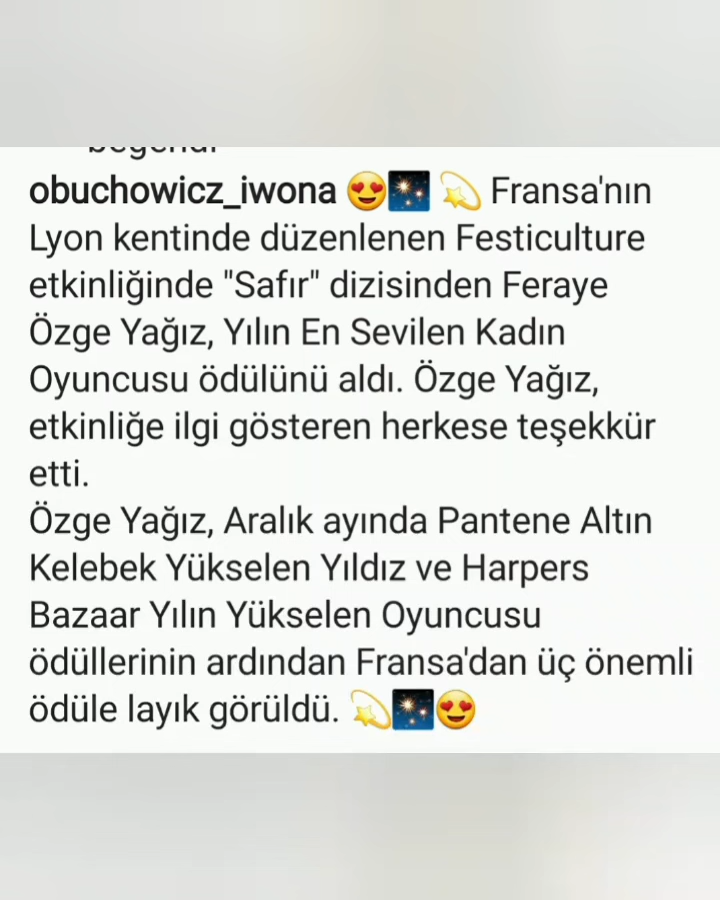 obuchowicz_iwona 😍🎇 💫 Fransa'nın
Lyon kentinde düzenlenen Festiculture
etkinliğinde "Safır" dizisinden Feraye
Özge Yağız, Yılın En Sevilen Kadın
Oyuncusu ödülünü aldı. Özge Yağız,
etkinliğe ilgi gösteren herkese teşekkür
etti.
Özge Yağız, Aralık ayında Pantene Altın
Kelebek Yükselen Yıldız ve Harpers
Bazaar Yılın Yükselen Oyuncusu
ödüllerinin ardından Fransa'dan üç önemli
ödüle layık görüldü. 💫🎇😍